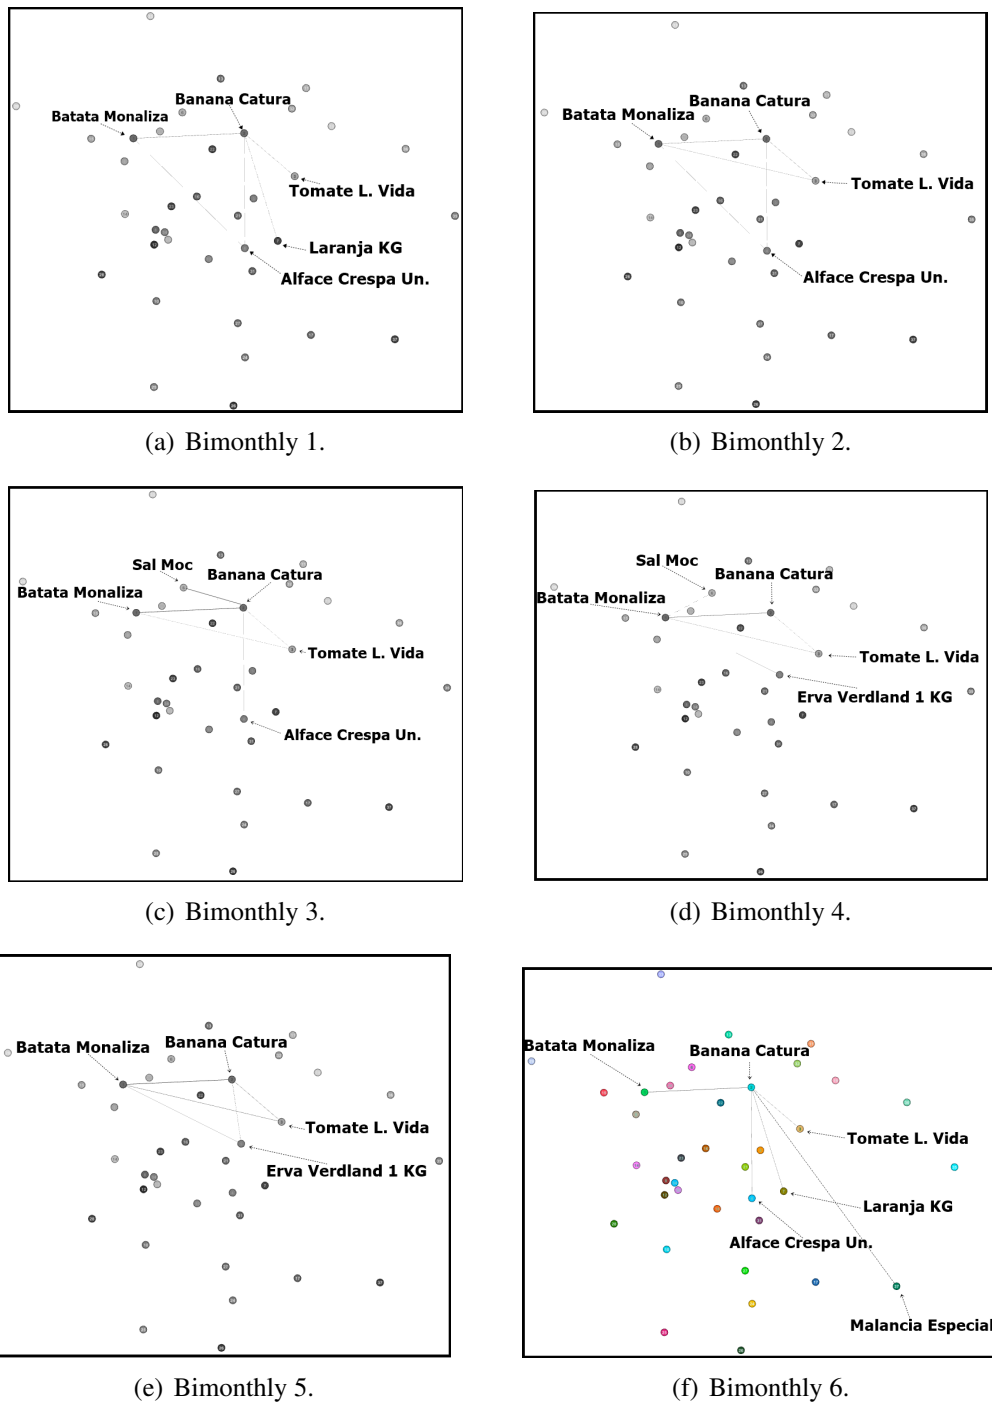 Banana Catura
Batata Monaliza
Tomate L. Vida
Laranja KG
Alface Crespa Un.
(a) Bimonthly 1.
Banana Catura
Batata Monaliza
Tomate L. Vida
Alface Crespa Un.
(b) Bimonthly 2.
Sal Moc
Banana Catura
Batata Monaliza
Tomate L. Vida
Alface Crespa Un.
(c) Bimonthly 3.
Sal Moc
Banana Catura
Batata Monaliza
Tomate L. Vida
Erva Verdland 1 KG
(d) Bimonthly 4.
Banana Catura
Batata Monaliza
Tomate L. Vida
Erva Verdland 1 KG
(e) Bimonthly 5.
Batata Monaliza
Banana Catura
Tomate L. Vida
Laranja KG
Alface Crespa Un.
Malancia Especial
(f) Bimonthly 6.